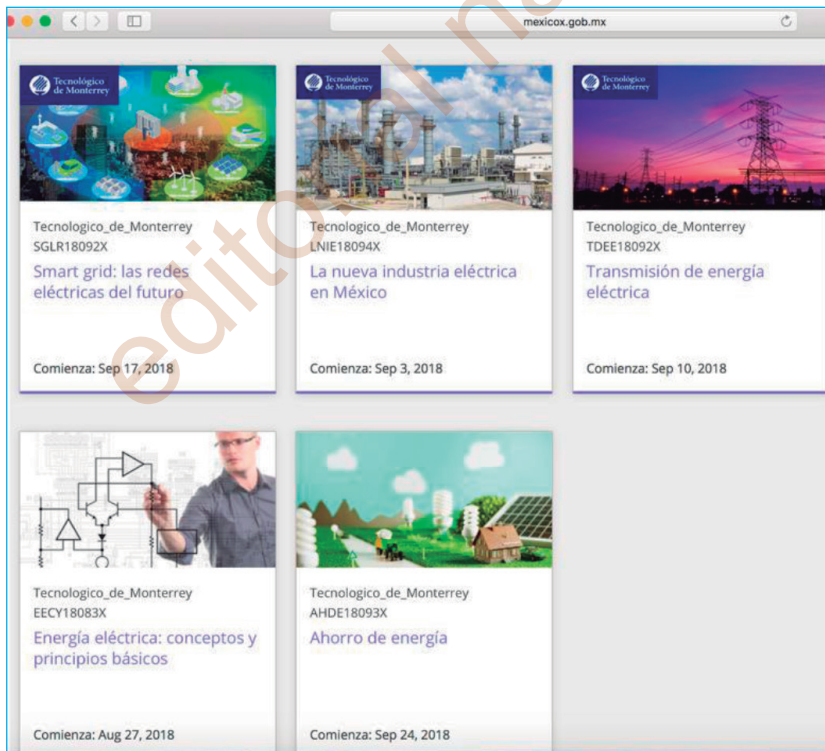 mexicox.gob.mx
Tecnológico
de Monterrey
Tecnologico_de_Monterrey
SGLR18092X
Smart grid: las redes
eléctricas del futuro
Comienza: Sep 17, 2018
Tecnológico
de Monterrey
Tecnologico_de_Monterrey
LNIE18094X
La nueva industria eléctrica
en México
Comienza: Sep 3, 2018
Tecnológico
de Monterrey
Tecnologico_de_Monterrey
TDEE18092X
Transmisión de energía
eléctrica
Comienza: Sep 10, 2018
Tecnologico_de_Monterrey
EECY18083X
Energía eléctrica: conceptos y
principios básicos
Comienza: Aug 27, 2018
Tecnologico_de_Monterrey
AHDE18093X
Ahorro de energía
Comienza: Sep 24, 2018
editorial